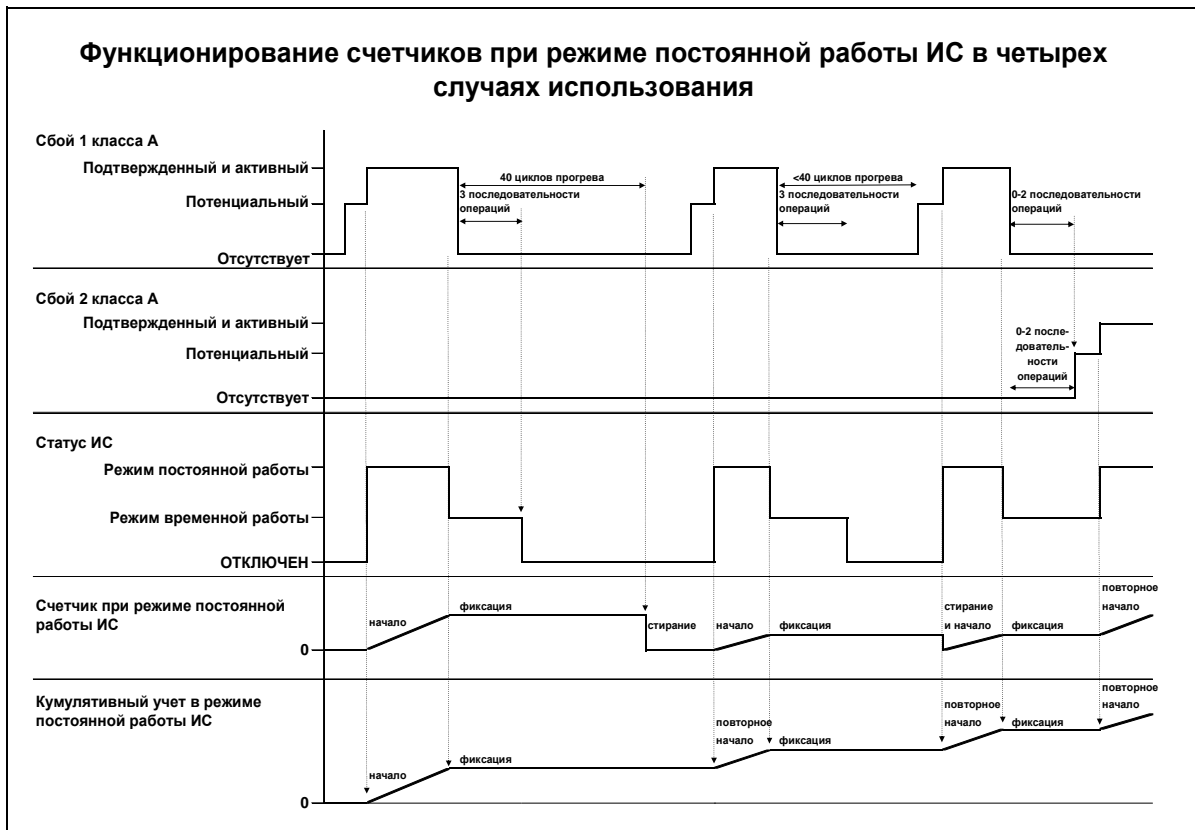 Функционирование счетчиков при режиме постоянной работы ИС в четырех
случаях использования
Сбой 1 класса А
Подтвержденный и активный
Потенциальный
Отсутствует
40 циклов прогрева
3 последовательности
операций
<40 циклов прогрева
3 последовательности
операций
0-2 последовательности
операций
Сбой 2 класса А
Подтвержденный и активный
Потенциальный
Отсутствует
0-2 после-
дователь-
ности
операций
Статус ИС
Режим постоянной работы
Режим временной работы
ОТКЛЮЧЕН
Счетчик при режиме постоянной
работы ИС
0
начало
фиксация
стирание
начало
фиксация
стирание
и начало
фиксация
повторное
начало
Кумулятивный учет в режиме
постоянной работы ИС
0
начало
фиксация
повторное
начало
фиксация
повторное
начало
фиксация
повторное
начало